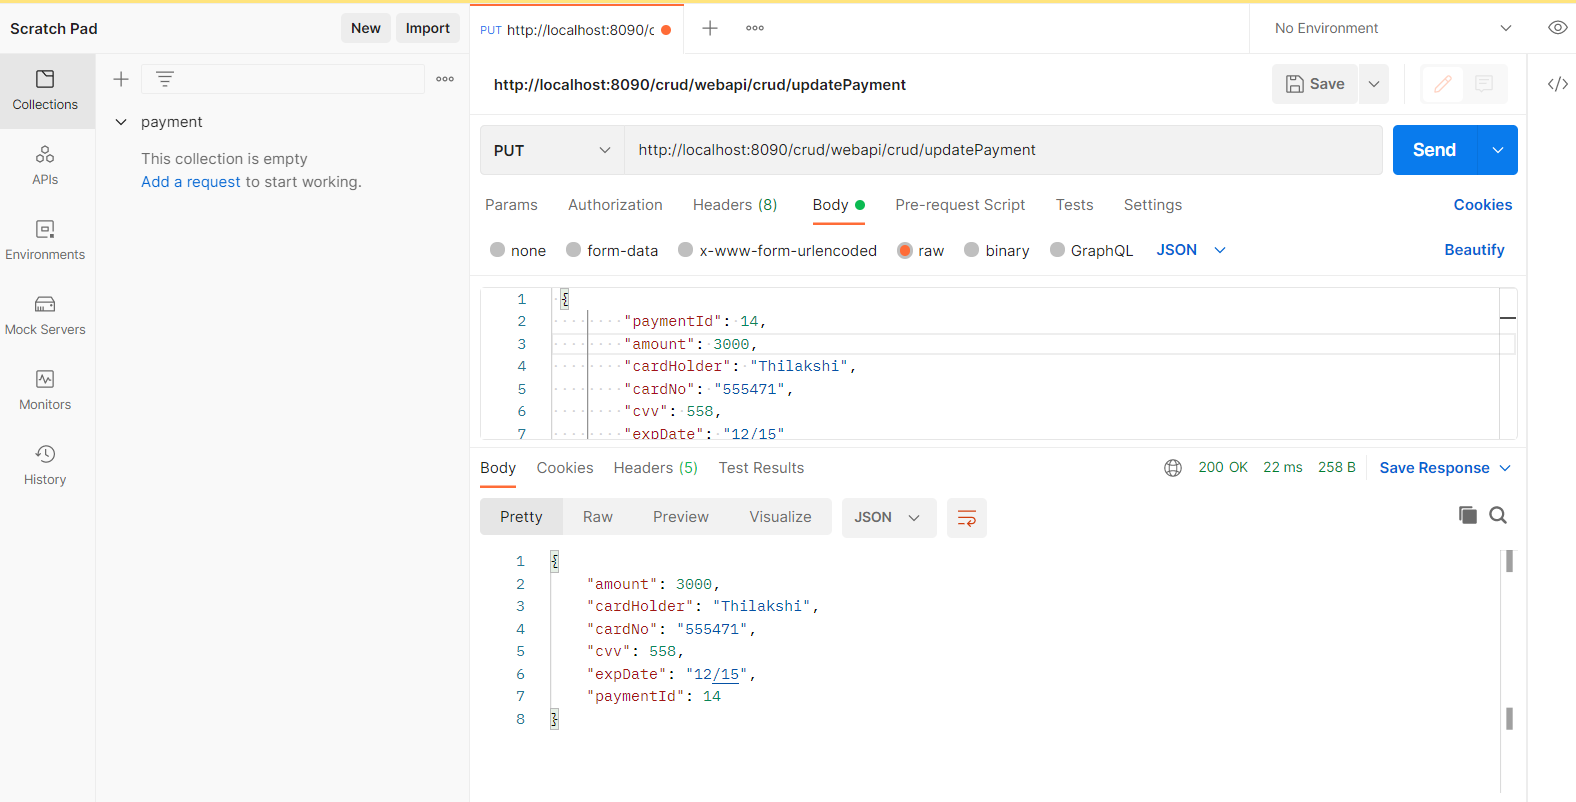 Scratch Pad
New
Import
PUT http://localhost:8090/c
No Environment
Collections
APIs
Environments
Mock Servers
Monitors
History
payment
This collection is empty
Add a request to start working.
http://localhost:8090/crud/webapi/crud/updatePayment
Save
PUT
http://localhost:8090/crud/webapi/crud/updatePayment
Send
Params
Authorization
Headers (8)
Body
Pre-request Script
Tests
Settings
Cookies
none
form-data
x-www-form-urlencoded
raw
binary
GraphQL
JSON
Beautify
1 {
2 "paymentId": 14,
3 "amount": 3000,
4 "cardHolder": "Thilakshi",
5 "cardNo": "555471",
6 "cvv": 558,
7 "expDate": "12/15"
Body
Cookies
Headers (5)
Test Results
200 OK
22 ms
258 B
Save Response
Pretty
Raw
Preview
Visualize
JSON
1 {
2 "amount": 3000,
3 "cardHolder": "Thilakshi",
4 "cardNo": "555471",
5 "cvv": 558,
6 "expDate": "12/15",
7 "paymentId": 14
8 }